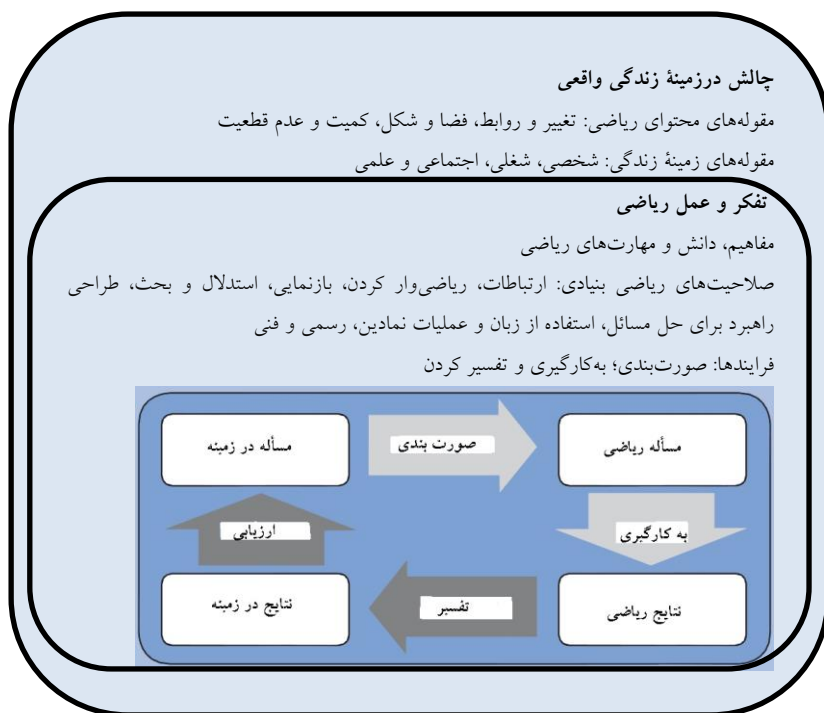 چالش درزمینهٔ زندگی واقعی
مقوله‌های محتوای ریاضی: تغییر و روابط، فضا و شکل، کمیت و عدم قطعیت
مقوله‌های زمینهٔ زندگی: شخصی، شغلی، اجتماعی و علمی
تفکر و عمل ریاضی
مفاهیم، دانش و مهارت‌های ریاضی
صلاحیت‌های ریاضی بنیادی: ارتباطات، ریاضی‌وار کردن، بازنمایی، استدلال و بحث، طراحی
راهبرد برای حل مسائل، استفاده از زبان و عملیات نمادین، رسمی و فنی
فرایندها: صورت‌بندی؛ به‌کارگیری و تفسیر کردن
مسأله ریاضی
صورت بندی
مسأله در زمینه
به کارگیری
ارزیابی
نتایج ریاضی
تفسیر
نتایج در زمینه